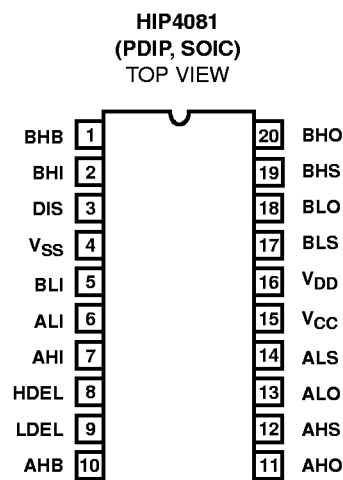 HIP4081
(PDIP, SOIC)
TOP VIEW
BHB 1 20 BHO
BHI 2 19 BHS
DIS 3 18 BLO
VSS 4 17 BLS
BLI 5 16 VDD
ALI 6 15 VCC
AHI 7 14 ALS
HDEL 8 13 ALO
LDEL 9 12 AHS
AHB 10 11 AHO